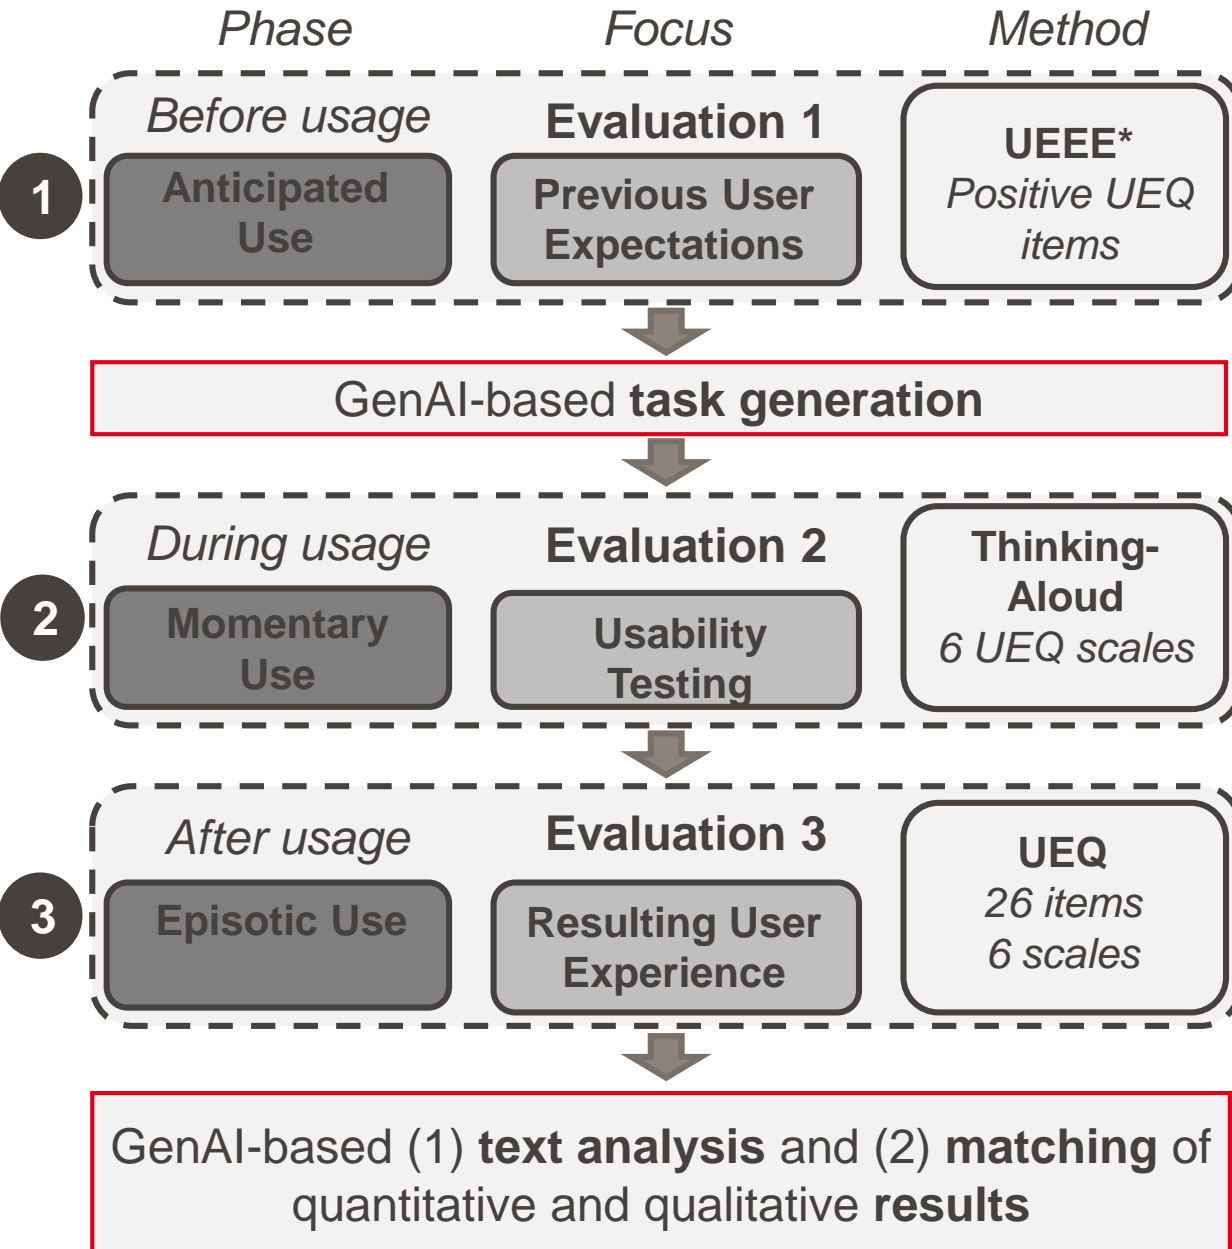 Phase Focus Method
1
Before usage
Anticipated
Use
Evaluation 1
Previous User
Expectations
UEEE*
Positive UEQ
items
GenAI-based task generation
2
During usage
Momentary
Use
Evaluation 2
Usability
Testing
Thinking-
Aloud
6 UEQ scales
3
After usage
Episotic Use
Evaluation 3
Resulting User
Experience
UEQ
26 items
6 scales
GenAI-based (1) text analysis and (2) matching of
quantitative and qualitative results